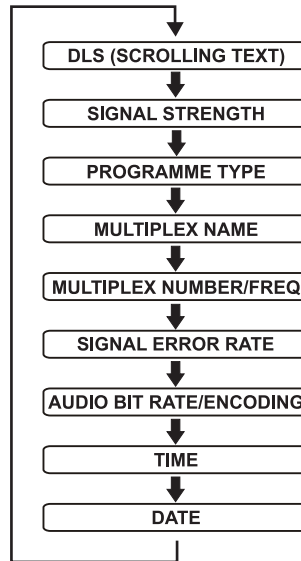 DLS (SCROLLING TEXT)
SIGNAL STRENGTH
PROGRAMME TYPE
MULTIPLEX NAME
MULTIPLEX NUMBER/FREQ
SIGNAL ERROR RATE
AUDIO BIT RATE/ENCODING
TIME
DATE